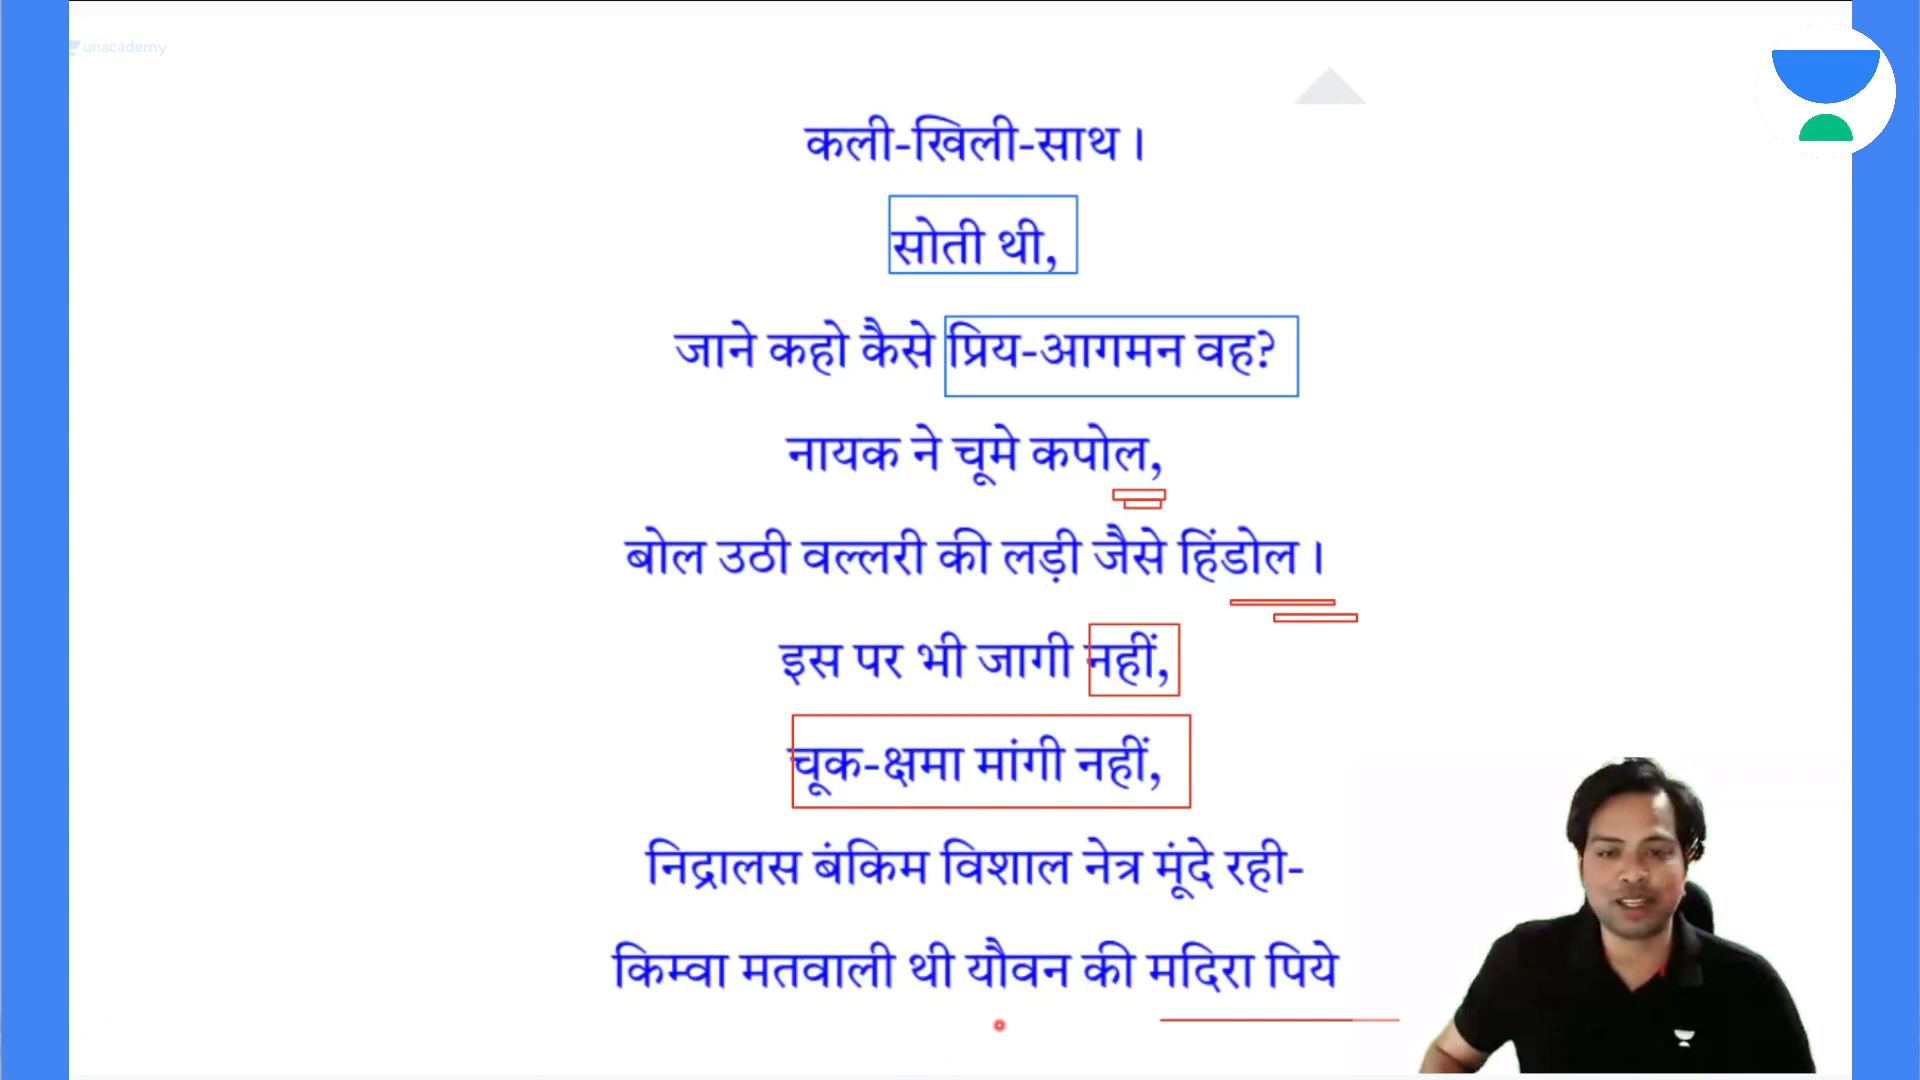 unacademy
कली-खिली-साथ ।
सोती थी,
जाने कहो कैसे प्रिय-आगमन वह?
नायक ने चूमे कपोल,
बोल उठी वल्लरी की लड़ी जैसे हिंडोल ।
इस पर भी जागी नहीं,
चूक-क्षमा मांगी नहीं,
निद्रालस बंकिम विशाल नेत्र मूंदे रही-
किम्वा मतवाली थी यौवन की मदिरा पिये